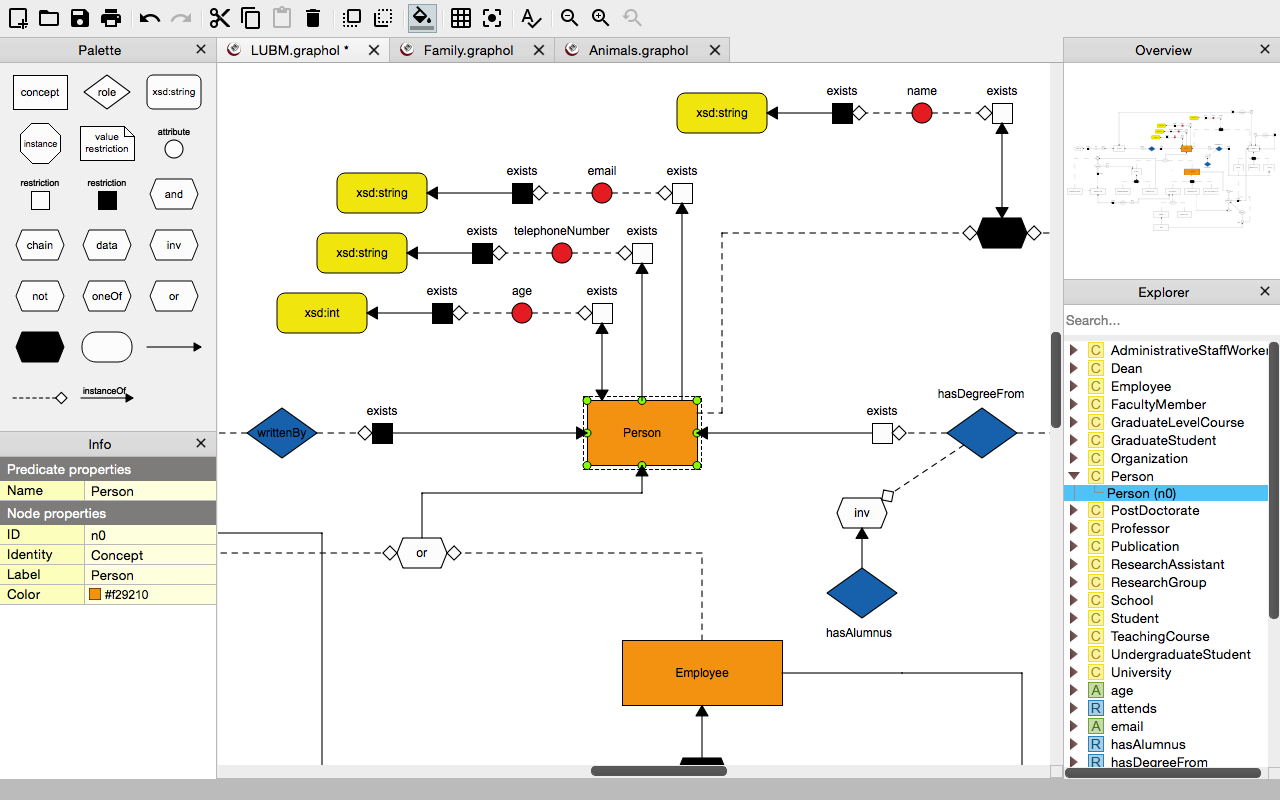 Palette
LUBM.graphol *
Family.graphol
Animals.graphol
Overview
concept
role
xsd:string
instance
value
restriction
attribute
restriction
restriction
and
chain
data
inv
not
oneOf
or
instanceOf
Info
Predicate properties
Name Person
Node properties
ID n0
Identity Concept
Label Person
Color #f29210
xsd:string
exists
name
exists
xsd:string
exists
email
exists
xsd:string
exists
telephoneNumber
exists
xsd:int
exists
age
exists
writtenBy
exists
Person
exists
hasDegreeFrom
inv
or
hasAlumnus
Employee
Explorer
Search...
C AdministrativeStaffWorker
C Dean
C Employee
C FacultyMember
C GraduateLevelCourse
C GraduateStudent
C Organization
C Person
Person (n0)
C PostDoctorate
C Professor
C Publication
C ResearchAssistant
C ResearchGroup
C School
C Student
C TeachingCourse
C UndergraduateStudent
C University
A age
R attends
A email
R hasAlumnus
R hasDegreeFrom